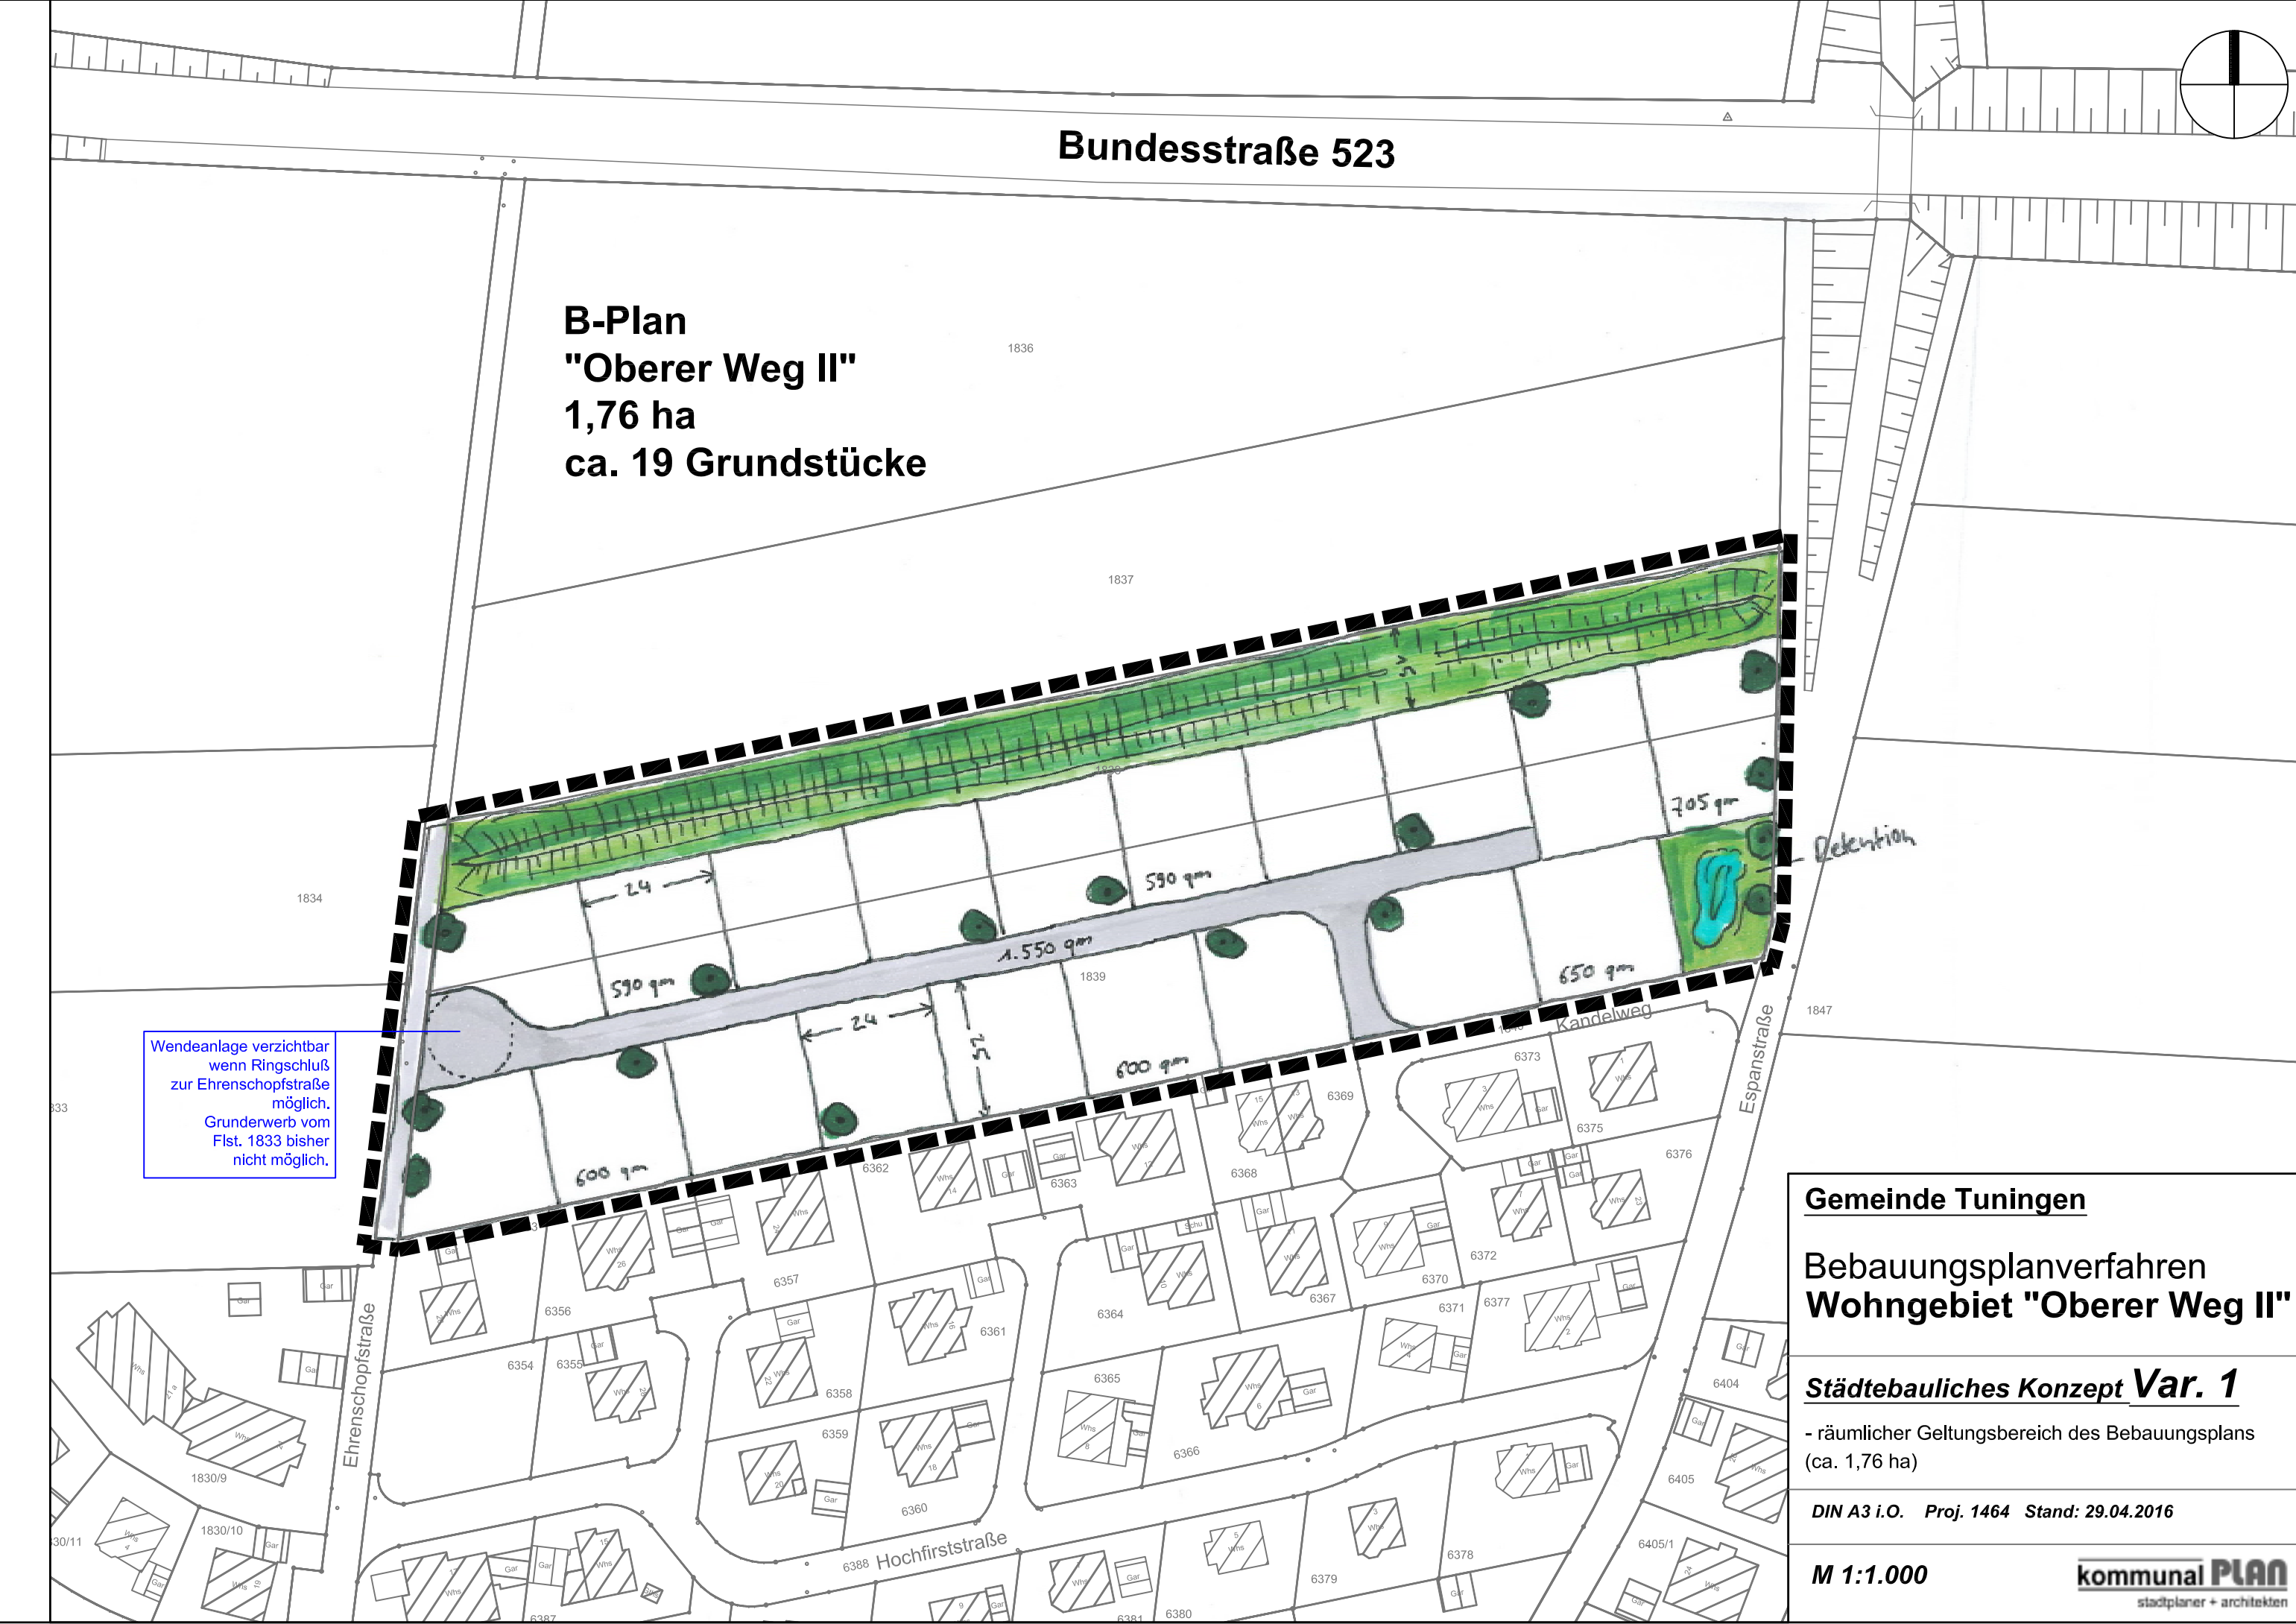 Bundesstraße 523
B-Plan
"Oberer Weg II"
1,76 ha
ca. 19 Grundstücke
1836
1837
1834
24
590 qm
590 qm
1.550 qm
705 qm
Retention
1839
650 qm
24
25
600 qm
600 qm
Wendeanlage verzichtbar
wenn Ringschluß
zur Ehrenschopfstraße
möglich.
Grunderwerb vom
Flst. 1833 bisher
nicht möglich.
Kandelweg
Espanstraße
1847
6373
6375
6376
6369
6368
6362
6363
6372
6370
6367
6371
6377
6357
6356
6361
6364
6354
6355
6358
6365
6359
6366
6360
6404
6405
6405/1
1830/9
1830/10
30/11
33
Ehrenschopfstraße
6388 Hochfirststraße
6378
6379
6380
6381
6387
Gemeinde Tuningen
Bebauungsplanverfahren
Wohngebiet "Oberer Weg II"
Städtebauliches Konzept Var. 1
- räumlicher Geltungsbereich des Bebauungsplans
(ca. 1,76 ha)
DIN A3 i.O. Proj. 1464 Stand: 29.04.2016
M 1:1.000
kommunal PLAN
stadtplaner + architekten